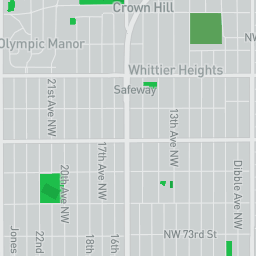 Crown Hill
NW
Olympic Manor
Whittier Heights
Safeway
21st Ave NW
13th Ave NW
17th Ave NW
20th Ave NW
Dibble Ave NW
NW 73rd St
Jones
22nd
18th
16th